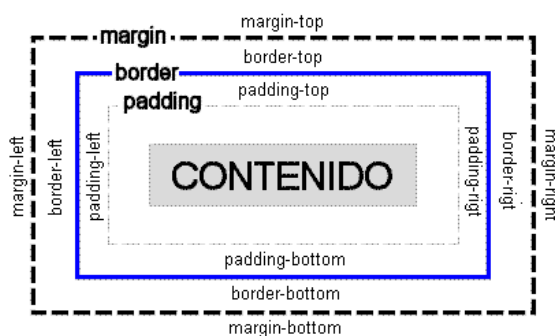 margin-top
margin
border-top
border
padding-top
padding
margin-left
border-left
padding-left
CONTENIDO
padding-rigt
border-rigt
margin-right
padding-bottom
border-bottom
margin-bottom